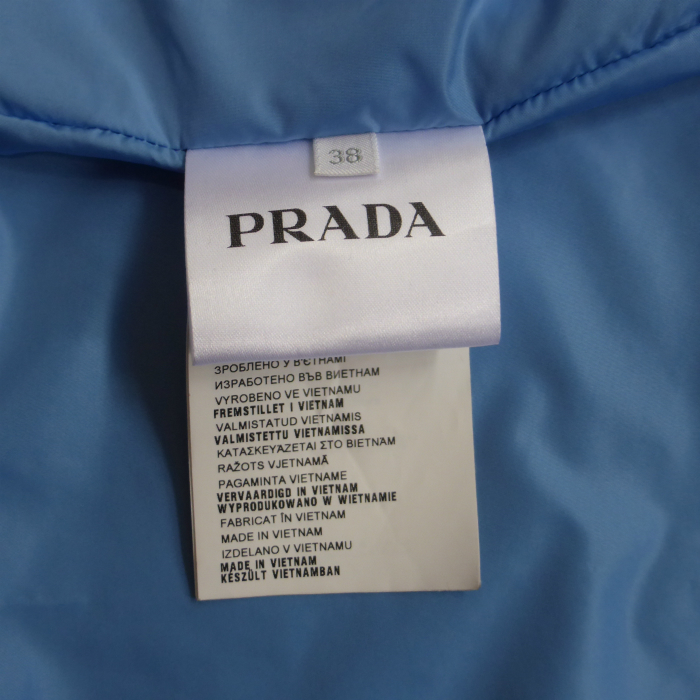 38
PRADA
ЗРОБЛЕНО У В'ЄТНАМІ
ИЗРАБОТЕНО ВЪВ ВИЕТНАМ
VYROBENO VE VIETNAMU
FREMSTILLET I VIETNAM
VALMISTATUD VIETNAMIS
VALMISTETTU VIETNAMISSA
ΚΑΤΑΣΚΕΥΆΖΕΤΑΙ ΣΤΟ ΒΙΕΤΝΆΜ
RAŽOTS VJETNAMĀ
PAGAMINTA VIETNAME
VERVAARDIGD IN VIETNAM
WYPRODUKOWANO W WIETNAMIE
FABRICAT ÎN VIETNAM
MADE IN VIETNAM
IZDELANO V VIETNAMU
MADE IN VIETNAM
KÉSZÜLT VIETNAMBAN